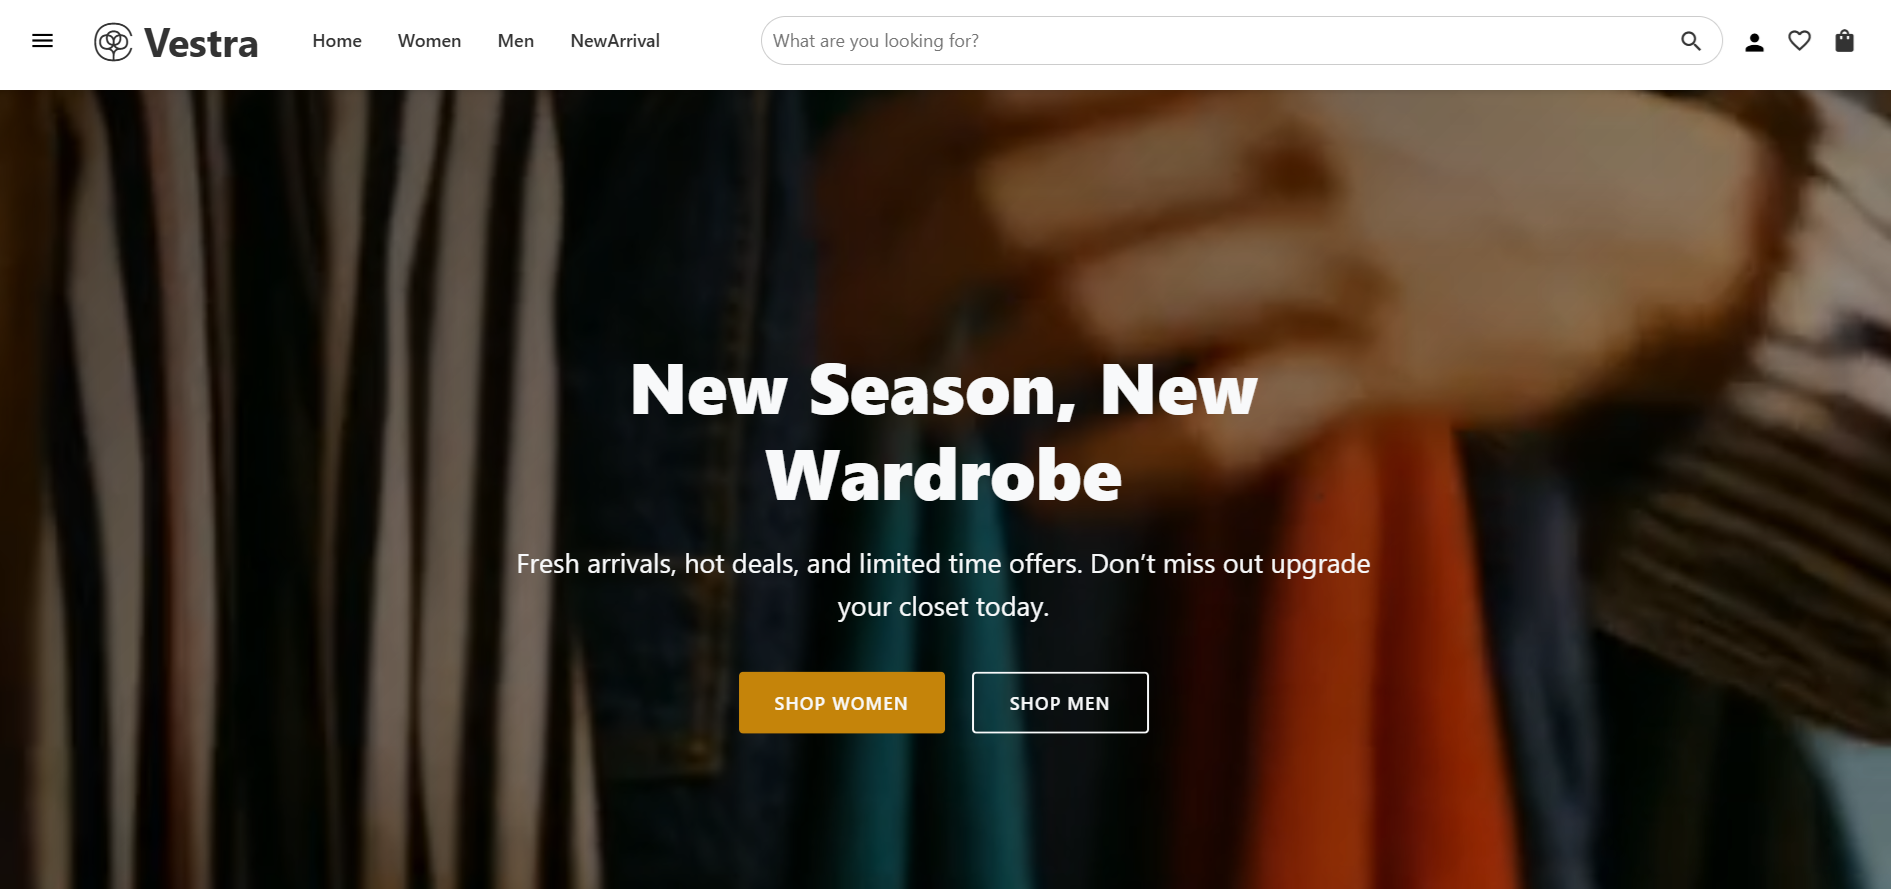 Vestra
Home
Women
Men
NewArrival
What are you looking for?
New Season, New
Wardrobe
Fresh arrivals, hot deals, and limited time offers. Don’t miss out upgrade
your closet today.
SHOP WOMEN
SHOP MEN